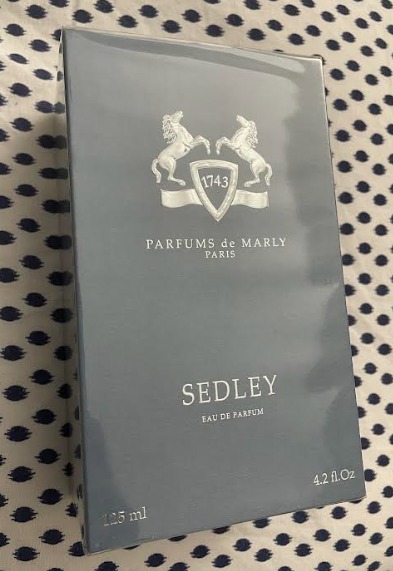 1743
PARFUMS de MARLY
PARIS
SEDLEY
EAU DE PARFUM
125 ml
4.2 fl.Oz